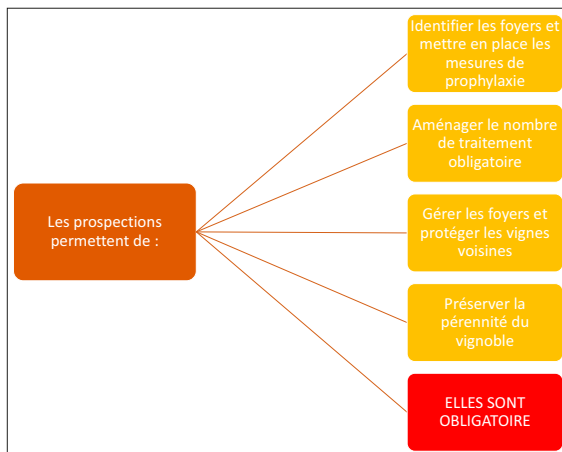 Les prospections
permettent de :
Identifier les foyers et
mettre en place les
mesures de
prophylaxie
Aménager le nombre
de traitement
obligatoire
Gérer les foyers et
protéger les vignes
voisines
Préserver la
pérennité du
vignoble
ELLES SONT
OBLIGATOIRE